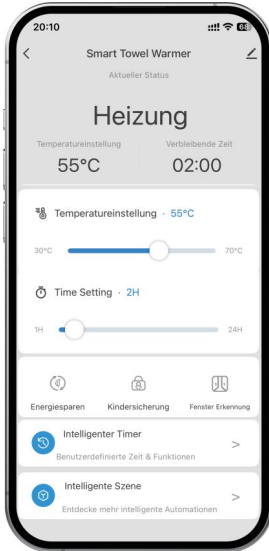 20:10
Smart Towel Warmer
Aktueller Status
Heizung
Temperatureinstellung Verbleibende Zeit
55°C 02:00
Temperatureinstellung · 55°C
30°C 70°C
Time Setting · 2H
1H 24H
Energiesparen Kindersicherung Fenster Erkennung
Intelligenter Timer >
Benutzerdefinierte Zeit & Funktionen
Intelligente Szene >
Entdecke mehr intelligente Automationen